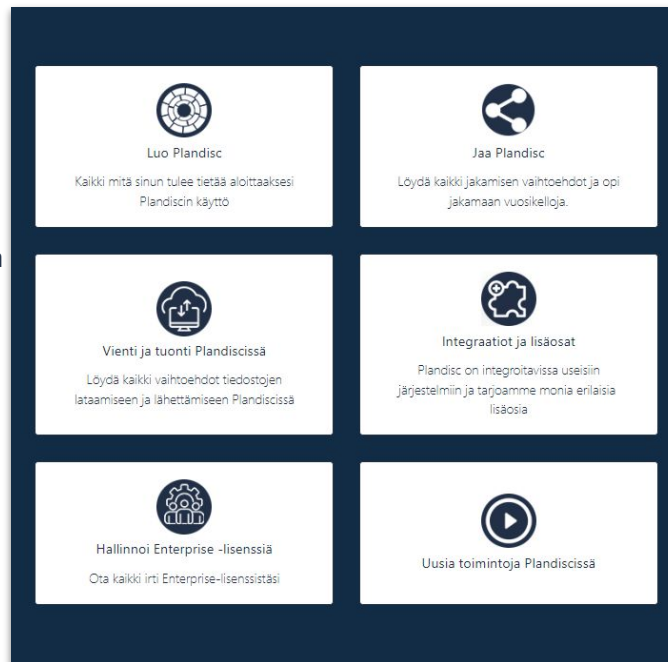 Luo Plandisc
Kaikki mitä sinun tulee tietää aloittaaksesi
Plandiscin käyttö
Jaa Plandisc
Löydä kaikki jakamisen vaihtoehdot ja opi
jakamaan vuosikelloja.
Vienti ja tuonti Plandiscissä
Löydä kaikki vaihtoehdot tiedostojen
lataamiseen ja lähettämiseen Plandiscissä
Integraatiot ja lisäosat
Plandisc on integroitavissa useisiin
järjestelmiin ja tarjoamme monia erilaisia
lisäosia
Hallinnoi Enterprise -lisenssiä
Ota kaikki irti Enterprise-lisenssistäsi
Uusia toimintoja Plandiscissä